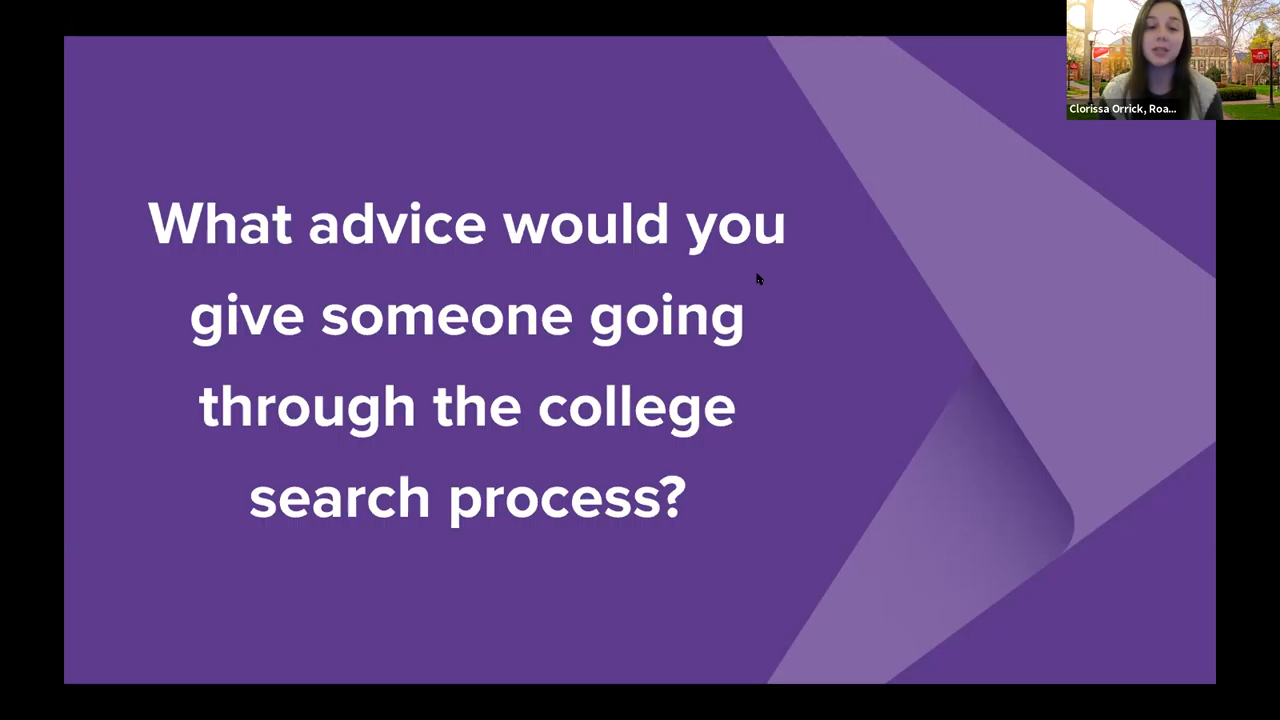 What advice would you
give someone going
through the college
search process?
Clorissa Orrick, Roa...